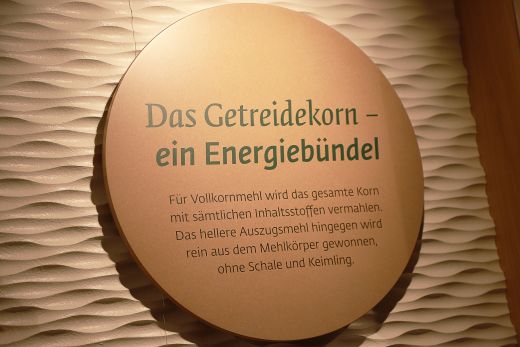 Das Getreidekorn –
ein Energiebündel
Für Vollkornmehl wird das gesamte Korn
mit sämtlichen Inhaltsstoffen vermahlen.
Das hellere Auszugsmehl hingegen wird
rein aus dem Mehlkörper gewonnen,
ohne Schale und Keimling.